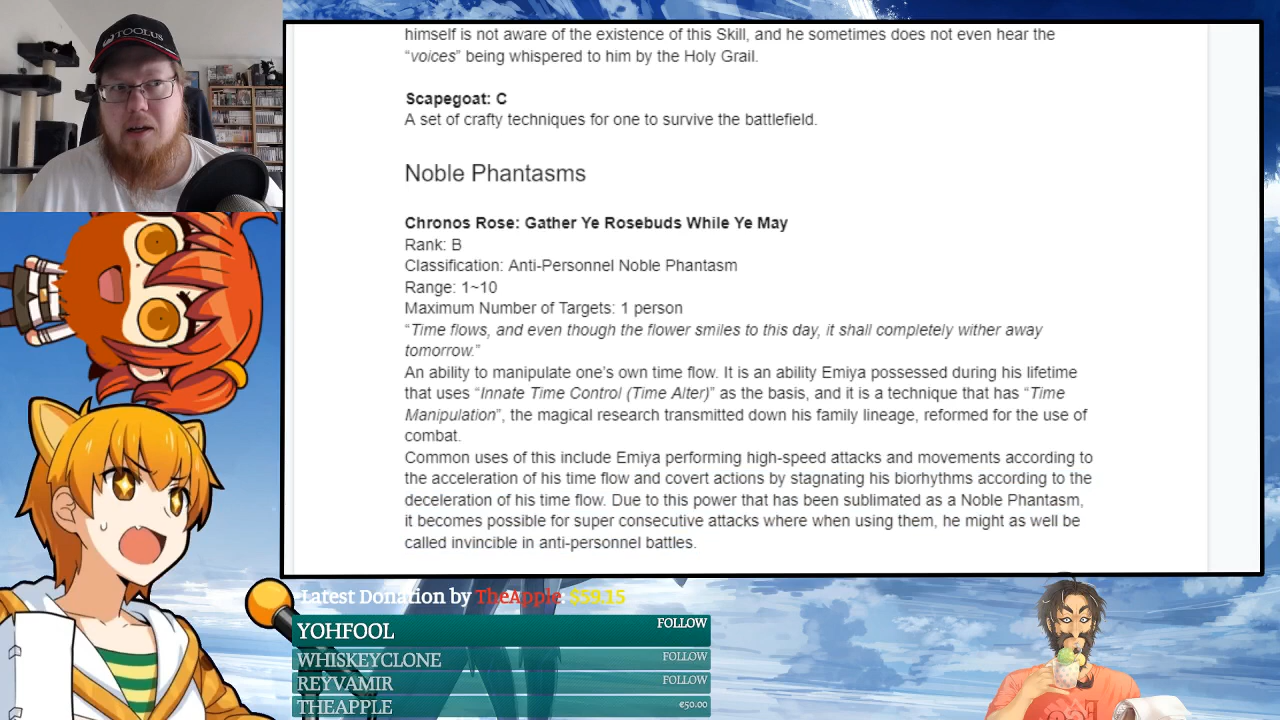 TOOLUS
himself is not aware of the existence of this Skill, and he sometimes does not even hear the
“voices” being whispered to him by the Holy Grail.
Scapegoat: C
A set of crafty techniques for one to survive the battlefield.
Noble Phantasms
Chronos Rose: Gather Ye Rosebuds While Ye May
Rank: B
Classification: Anti-Personnel Noble Phantasm
Range: 1~10
Maximum Number of Targets: 1 person
“Time flows, and even though the flower smiles to this day, it shall completely wither away
tomorrow.”
An ability to manipulate one’s own time flow. It is an ability Emiya possessed during his lifetime
that uses “Innate Time Control (Time Alter)” as the basis, and it is a technique that has “Time
Manipulation”, the magical research transmitted down his family lineage, reformed for the use of
combat.
Common uses of this include Emiya performing high-speed attacks and movements according to
the acceleration of his time flow and covert actions by stagnating his biorhythms according to the
deceleration of his time flow. Due to this power that has been sublimated as a Noble Phantasm,
it becomes possible for super consecutive attacks where when using them, he might as well be
called invincible in anti-personnel battles.
Latest Donation by TheApple: $59.15
YOHFOOL FOLLOW
WHISKEYCLONE FOLLOW
REYVAMIR FOLLOW
THEAPPLE €50.00